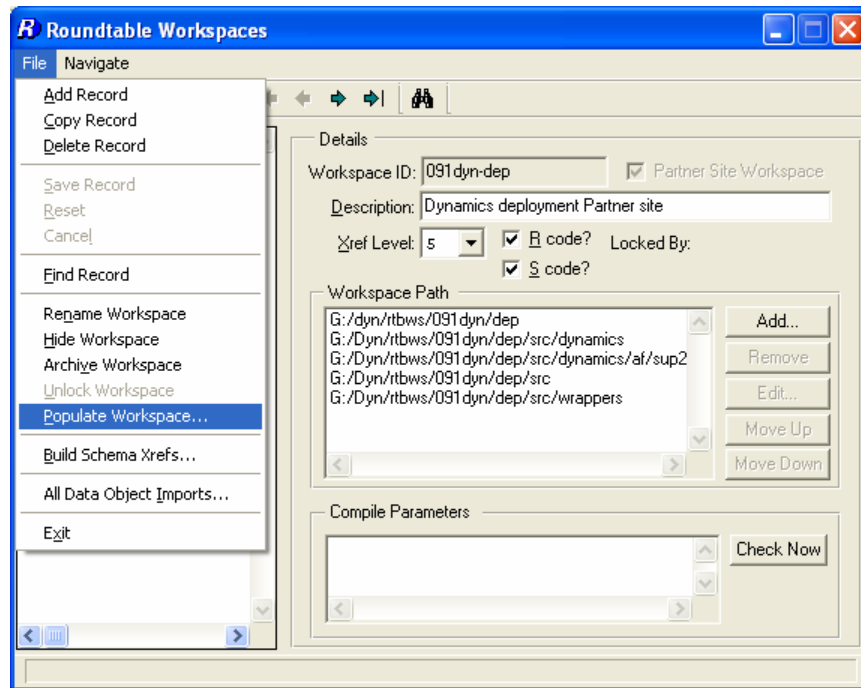 Roundtable Workspaces
File Navigate
Add Record
Copy Record
Delete Record
Save Record
Reset
Cancel
Find Record
Rename Workspace
Hide Workspace
Archive Workspace
Unlock Workspace
Populate Workspace...
Build Schema Xrefs...
All Data Object Imports...
Exit
Details
Workspace ID: 091dyn-dep Partner Site Workspace
Description: Dynamics deployment Partner site
Xref Level: 5 R code? Locked By:
S code?
Workspace Path
G:/dyn/rtbws/091dyn/dep
G:/Dyn/rtbws/091dyn/dep/src/dynamics
G:/Dyn/rtbws/091dyn/dep/src/dynamics/af/sup2
G:/Dyn/rtbws/091dyn/dep/src
G:/Dyn/rtbws/091dyn/dep/src/wrappers
Add...
Remove
Edit...
Move Up
Move Down
Compile Parameters
Check Now